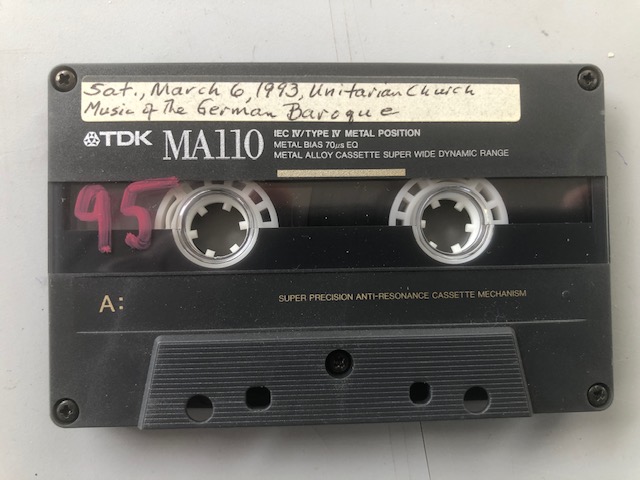 Sat., March 6, 1993, Unitarian Church
Music of The German Baroque
TDK MA110
IEC IV/TYPE IV METAL POSITION
METAL BIAS 70μs EQ
METAL ALLOY CASSETTE SUPER WIDE DYNAMIC RANGE
95
A: SUPER PRECISION ANTI-RESONANCE CASSETTE MECHANISM